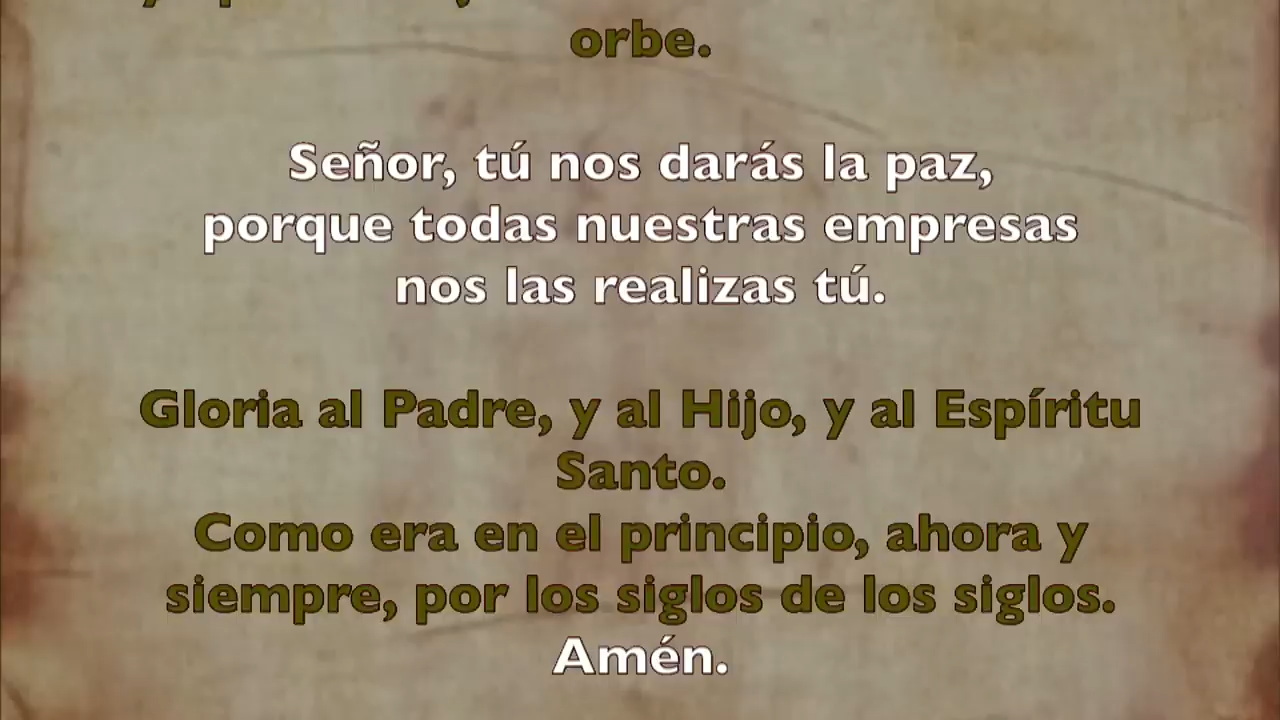 orbe.
Señor, tú nos darás la paz,
porque todas nuestras empresas
nos las realizas tú.
Gloria al Padre, y al Hijo, y al Espíritu
Santo.
Como era en el principio, ahora y
siempre, por los siglos de los siglos.
Amén.